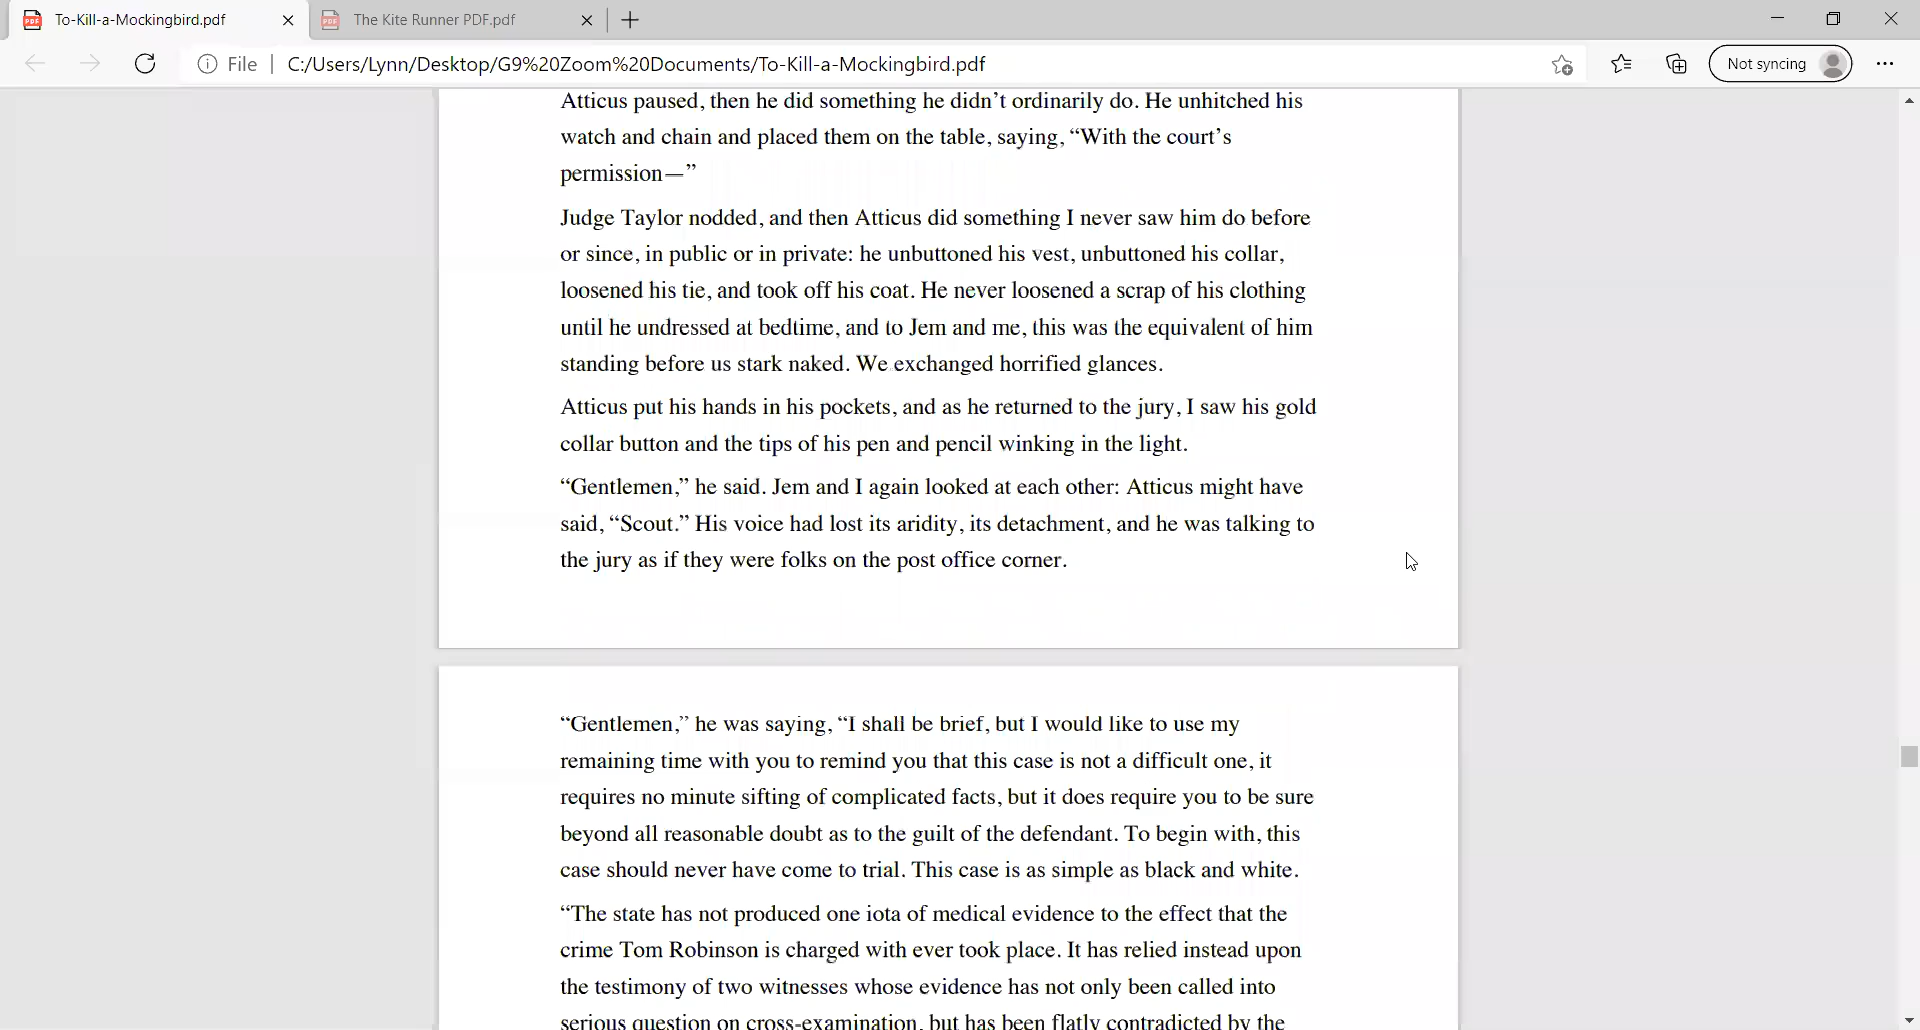 To-Kill-a-Mockingbird.pdf
The Kite Runner PDF.pdf
File
C:/Users/Lynn/Desktop/G9%20Zoom%20Documents/To-Kill-a-Mockingbird.pdf
Not syncing
Atticus paused, then he did something he didn’t ordinarily do. He unhitched his
watch and chain and placed them on the table, saying, “With the court’s
permission—”
Judge Taylor nodded, and then Atticus did something I never saw him do before
or since, in public or in private: he unbuttoned his vest, unbuttoned his collar,
loosened his tie, and took off his coat. He never loosened a scrap of his clothing
until he undressed at bedtime, and to Jem and me, this was the equivalent of him
standing before us stark naked. We exchanged horrified glances.
Atticus put his hands in his pockets, and as he returned to the jury, I saw his gold
collar button and the tips of his pen and pencil winking in the light.
“Gentlemen,” he said. Jem and I again looked at each other: Atticus might have
said, “Scout.” His voice had lost its aridity, its detachment, and he was talking to
the jury as if they were folks on the post office corner.
“Gentlemen,” he was saying, “I shall be brief, but I would like to use my
remaining time with you to remind you that this case is not a difficult one, it
requires no minute sifting of complicated facts, but it does require you to be sure
beyond all reasonable doubt as to the guilt of the defendant. To begin with, this
case should never have come to trial. This case is as simple as black and white.
“The state has not produced one iota of medical evidence to the effect that the
crime Tom Robinson is charged with ever took place. It has relied instead upon
the testimony of two witnesses whose evidence has not only been called into
serious question on cross-examination, but has been flatly contradicted by the